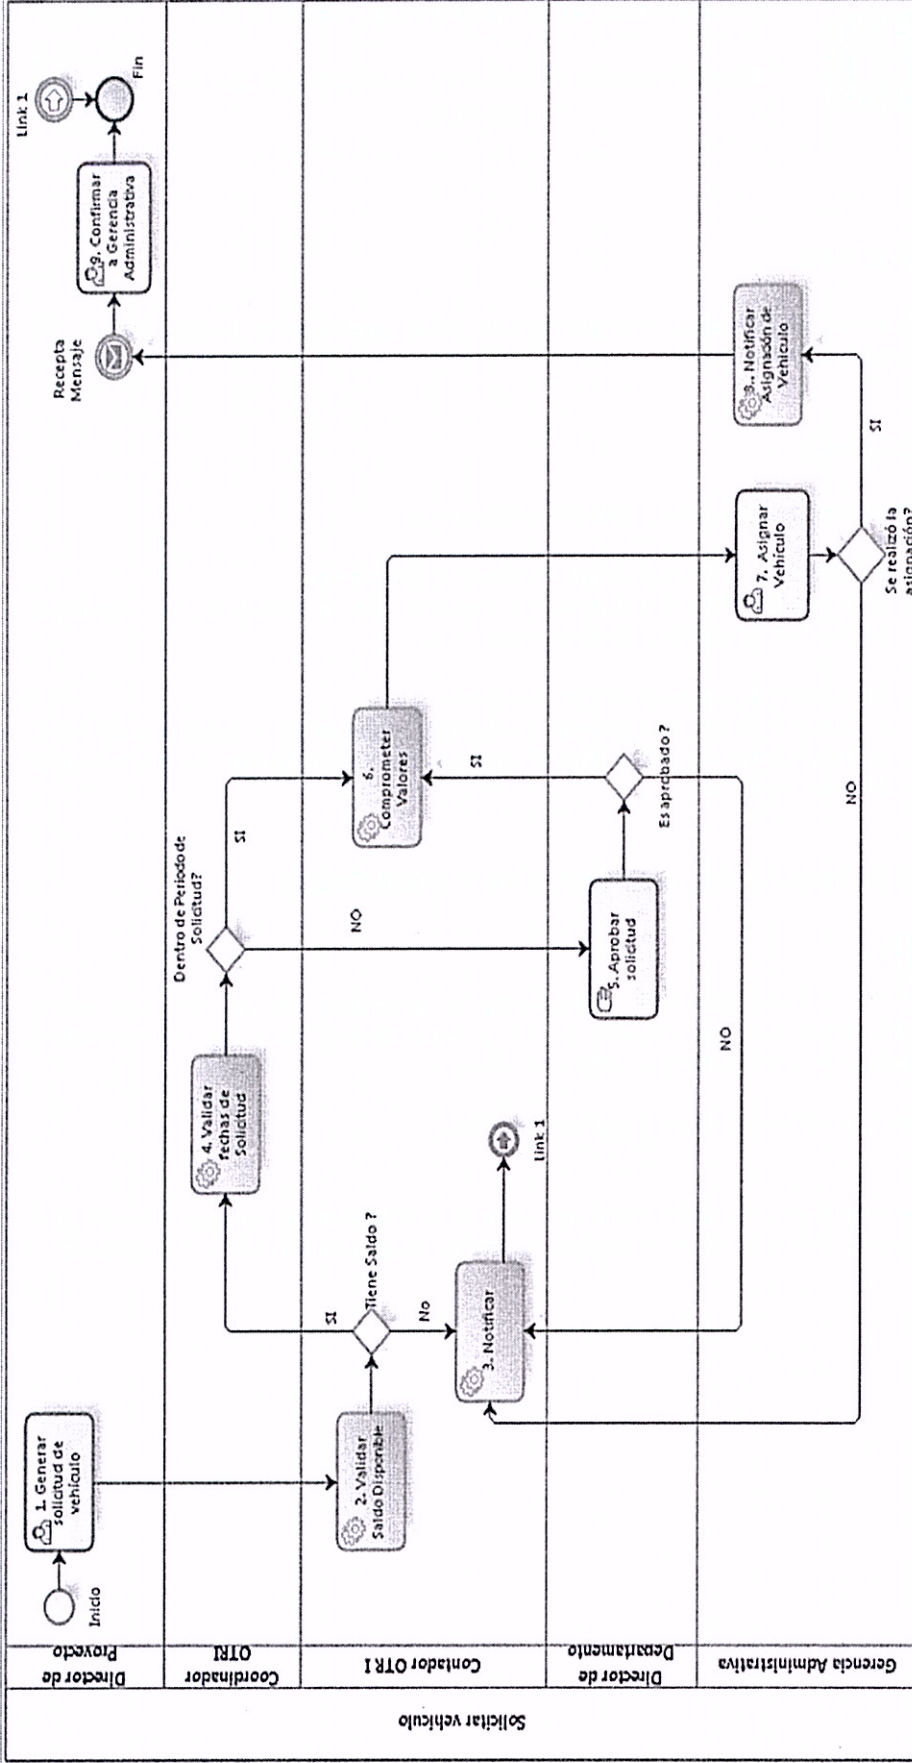 Solicitar vehiculo
Director de
Proyecto
Inicio
1. Generar
solicitud de
vehículo
Recepta
Mensaje
9. Confirmar
a Gerencia
Administrativa
Link 1
Fin
Coordinador
OTRI
4. Validar
fechas de
Solicitud
Dentro de Periodo de
Solicitud?
SI
NO
Contador OTRI
2. Validar
Saldo Disponible
Tiene Saldo ?
SI
No
3. Notificar
Link 1
6.
Comprometer
Valores
SI
Director de
Departamento
5. Aprobar
solicitud
Es aprobado ?
NO
Gerencia Administrativa
7. Asignar
Vehículo
Se realizó la
asignación?
NO
SI
8.. Notificar
Asignación de
Vehículo